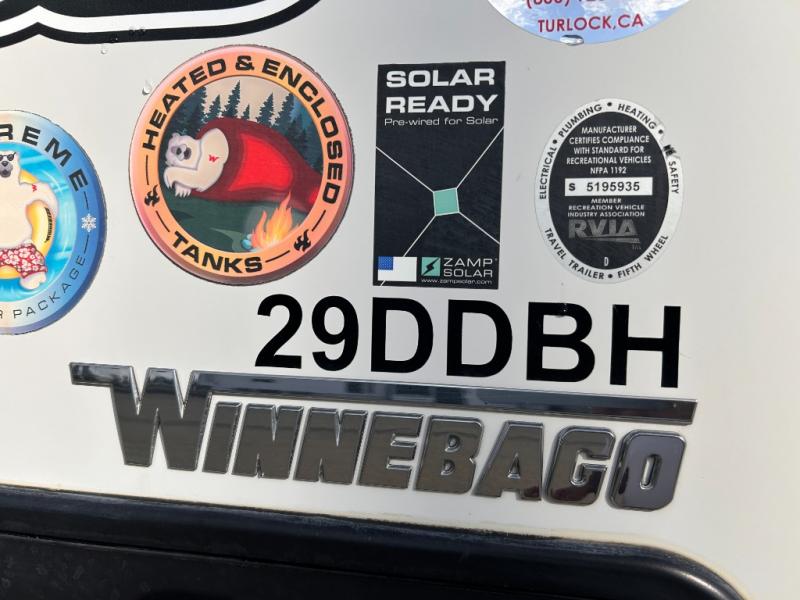 TURLOCK, CA
HEATED & ENCLOSED
TANKS
W
SOLAR
READY
Pre-wired for Solar
ZAMP
SOLAR
www.zampsolar.com
ELECTRICAL • PLUMBING • HEATING • SAFETY
MANUFACTURER
CERTIFIES COMPLIANCE
WITH STANDARD FOR
RECREATIONAL VEHICLES
NFPA 1192
S 5195935
MEMBER
RECREATION VEHICLE
INDUSTRY ASSOCIATION
RVIA
D
TRAVEL TRAILER • FIFTH WHEEL
PACKAGE
29DDBH
WINNEBAGO